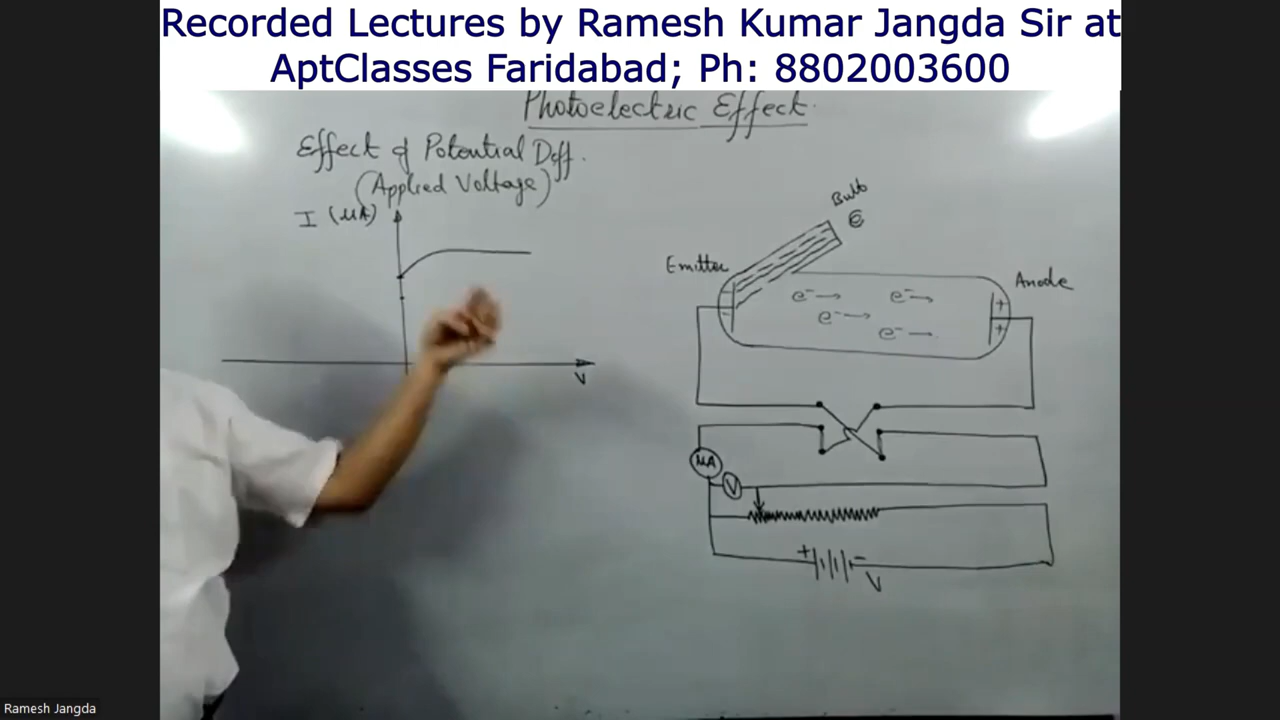 Recorded Lectures by Ramesh Kumar Jangda Sir at
AptClasses Faridabad; Ph: 8802003600
Photoelectric Effect.
Effect of Potential Diff.
(Applied Voltage)
I (μA)
V
Bulb
Emitter
Anode
+
+
e⁻ →
e⁻ →
e⁻ →
e⁻ →
μA
V
+ −
V
Ramesh Jangda